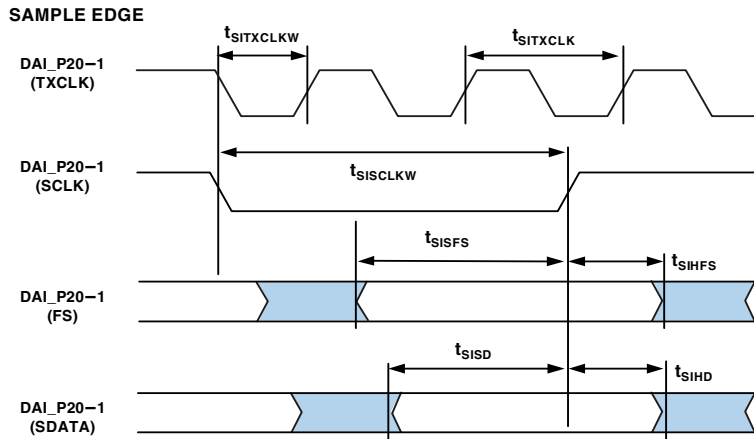 SAMPLE EDGE
tSITXCLKW
tSITXCLK
DAI_P20–1
(TXCLK)
DAI_P20–1
(SCLK)
tSISCLKW
tSISFS
tSIHFS
DAI_P20–1
(FS)
tSISD
tSIHD
DAI_P20–1
(SDATA)